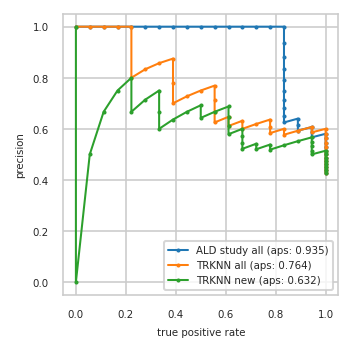 1.0
0.8
0.6
0.4
0.2
0.0
precision
0.0 0.2 0.4 0.6 0.8 1.0
true positive rate
ALD study all (aps: 0.935)
TRKNN all (aps: 0.764)
TRKNN new (aps: 0.632)